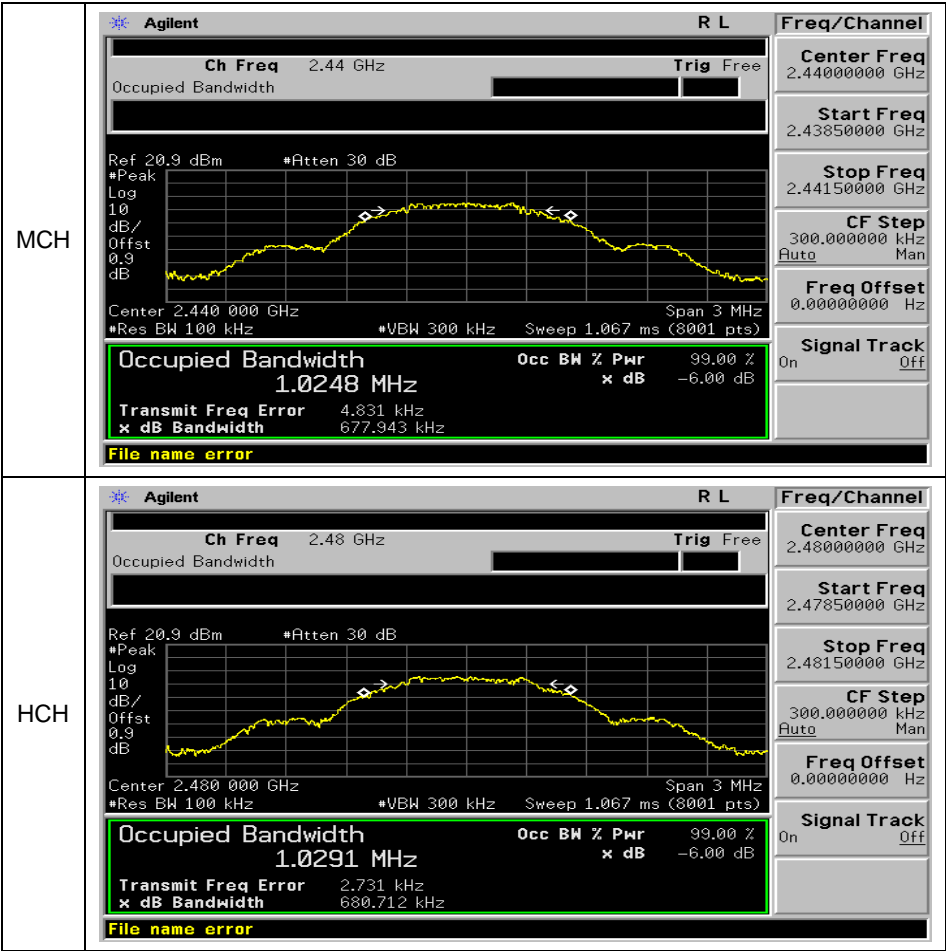 MCH
Agilent R L Freq/Channel
Ch Freq 2.44 GHz Trig Free
Occupied Bandwidth
Center Freq
2.44000000 GHz
Start Freq
2.43850000 GHz
Stop Freq
2.44150000 GHz
CF Step
300.000000 kHz
Auto Man
Freq Offset
0.00000000 Hz
Signal Track
On Off
Ref 20.9 dBm #Atten 30 dB
#Peak
Log
10
dB/
Offst
0.9
dB
Center 2.440 000 GHz Span 3 MHz
#Res BW 100 kHz #VBW 300 kHz Sweep 1.067 ms (8001 pts)
Occupied Bandwidth Occ BW % Pwr 99.00 %
1.0248 MHz x dB -6.00 dB
Transmit Freq Error 4.831 kHz
x dB Bandwidth 677.943 kHz
File name error
HCH
Agilent R L Freq/Channel
Ch Freq 2.48 GHz Trig Free
Occupied Bandwidth
Center Freq
2.48000000 GHz
Start Freq
2.47850000 GHz
Stop Freq
2.48150000 GHz
CF Step
300.000000 kHz
Auto Man
Freq Offset
0.00000000 Hz
Signal Track
On Off
Ref 20.9 dBm #Atten 30 dB
#Peak
Log
10
dB/
Offst
0.9
dB
Center 2.480 000 GHz Span 3 MHz
#Res BW 100 kHz #VBW 300 kHz Sweep 1.067 ms (8001 pts)
Occupied Bandwidth Occ BW % Pwr 99.00 %
1.0291 MHz x dB -6.00 dB
Transmit Freq Error 2.731 kHz
x dB Bandwidth 680.712 kHz
File name error